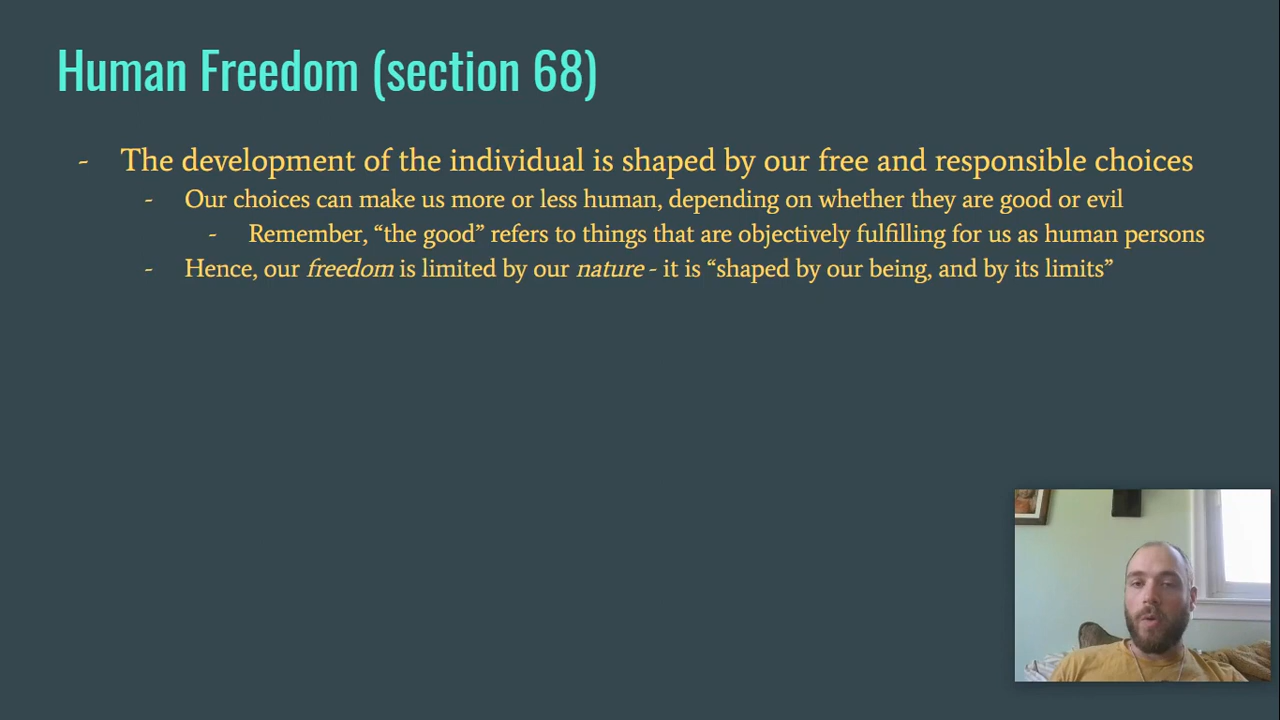 Human Freedom (section 68)
- The development of the individual is shaped by our free and responsible choices
- Our choices can make us more or less human, depending on whether they are good or evil
- Remember, “the good” refers to things that are objectively fulfilling for us as human persons
- Hence, our freedom is limited by our nature - it is “shaped by our being, and by its limits”